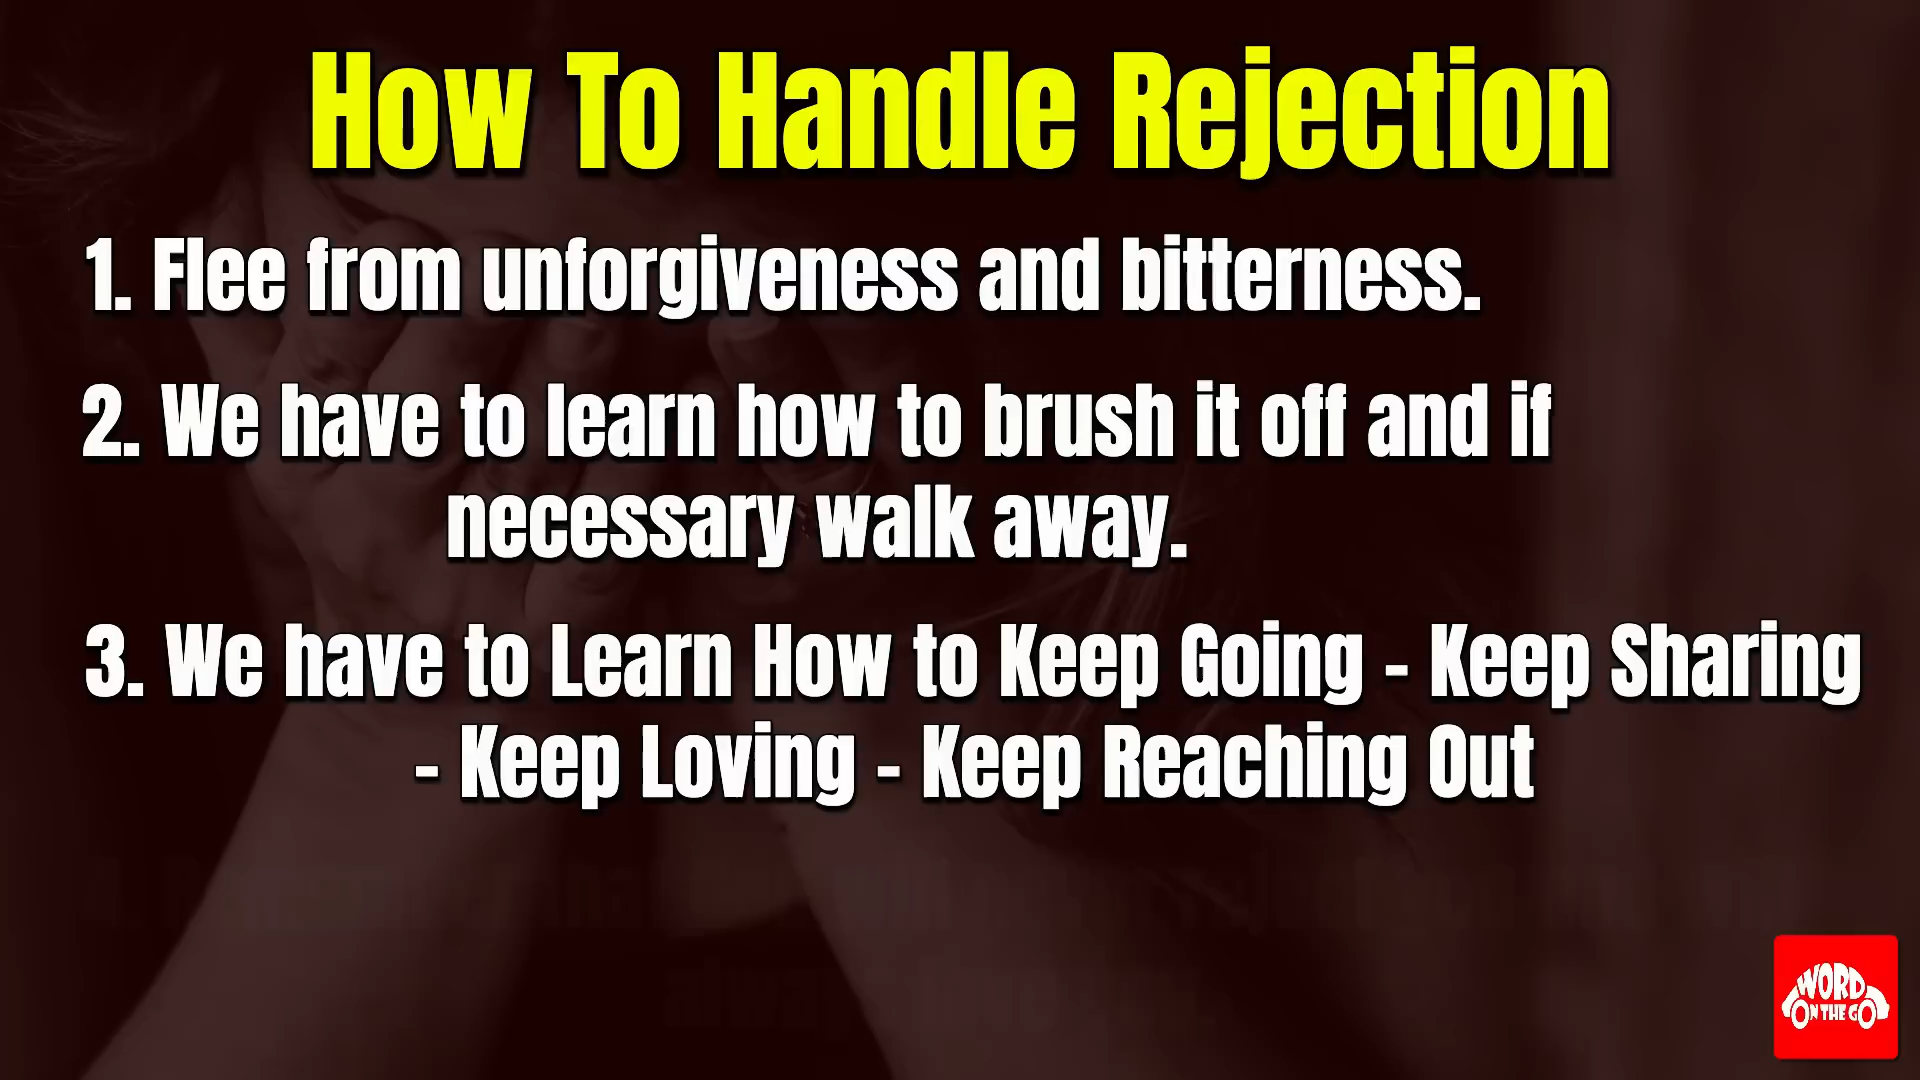 How To Handle Rejection
1. Flee from unforgiveness and bitterness.
2. We have to learn how to brush it off and if
necessary walk away.
3. We have to Learn How to Keep Going - Keep Sharing
- Keep Loving - Keep Reaching Out
WORD
ON THE GO